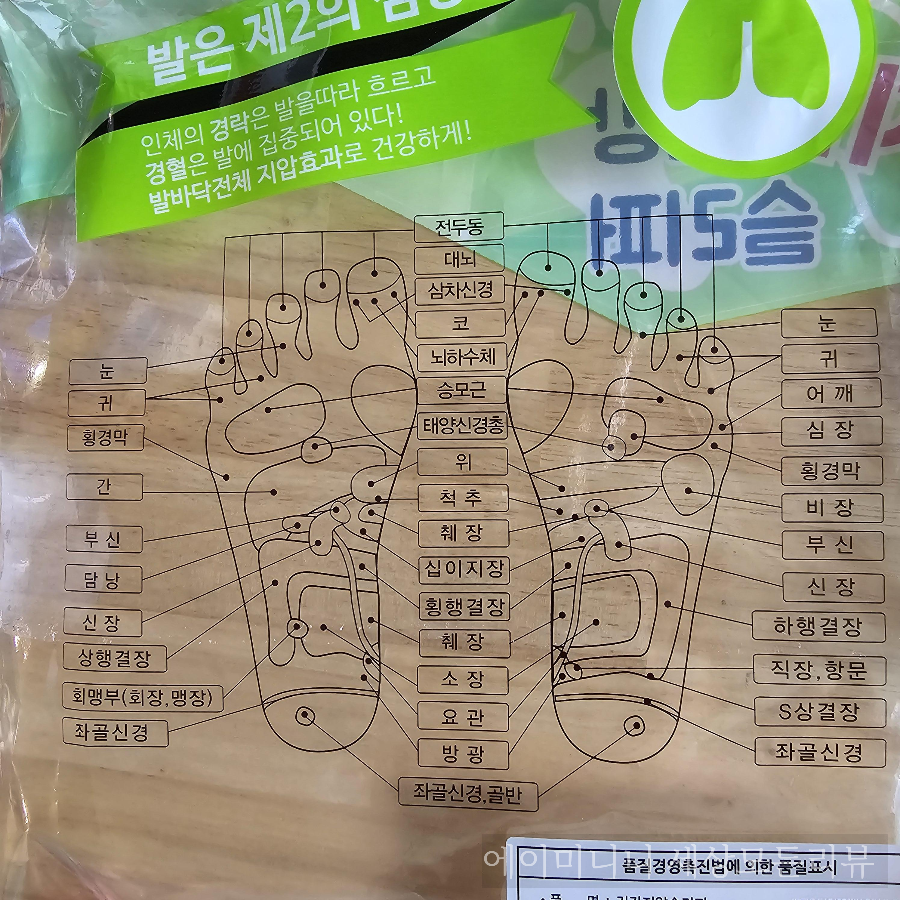 발은 제2의 심장
인체의 경락은 발을따라 흐르고
경혈은 발에 집중되어 있다!
발바닥전체 지압효과로 건강하게!
슬리퍼
전두동
대뇌
삼차신경
코
뇌하수체
승모근
태양신경총
위
척추
췌장
십이지장
횡행결장
췌장
소장
요관
방광
좌골신경,골반
눈
귀
횡경막
간
부신
담낭
신장
상행결장
회맹부(회장,맹장)
좌골신경
눈
귀
어깨
심장
횡경막
비장
부신
신장
하행결장
직장,항문
S상결장
좌골신경
품질경영촉진법에 의한 품질표시